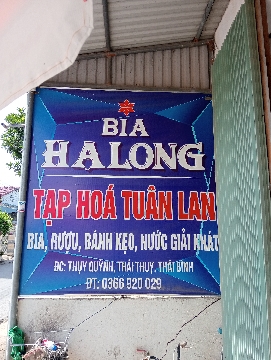 BIA
HẠ LONG
TẠP HOÁ TUÂN LAN
BIA, RƯỢU, BÁNH KẸO, NƯỚC GIẢI KHÁT
ĐC: THỤY QUỲNH, THÁI THỤY, THÁI BÌNH
ĐT: 0366 920 029